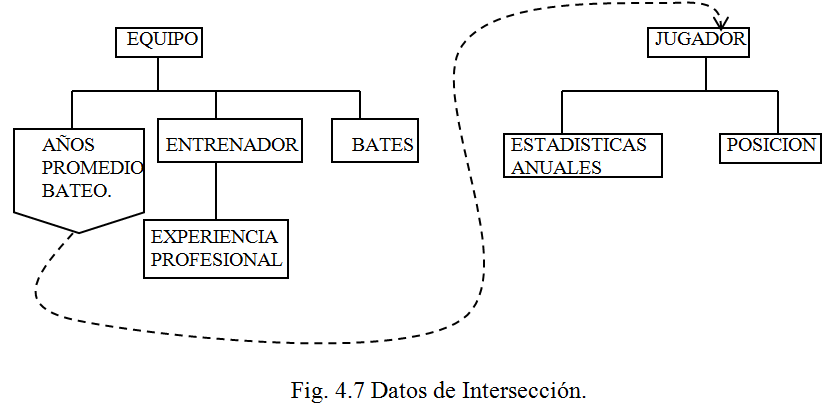 EQUIPO
JUGADOR
AÑOS
PROMEDIO
BATEO.
ENTRENADOR
BATES
ESTADISTICAS
ANUALES
POSICION
EXPERIENCIA
PROFESIONAL
Fig. 4.7 Datos de Intersección.